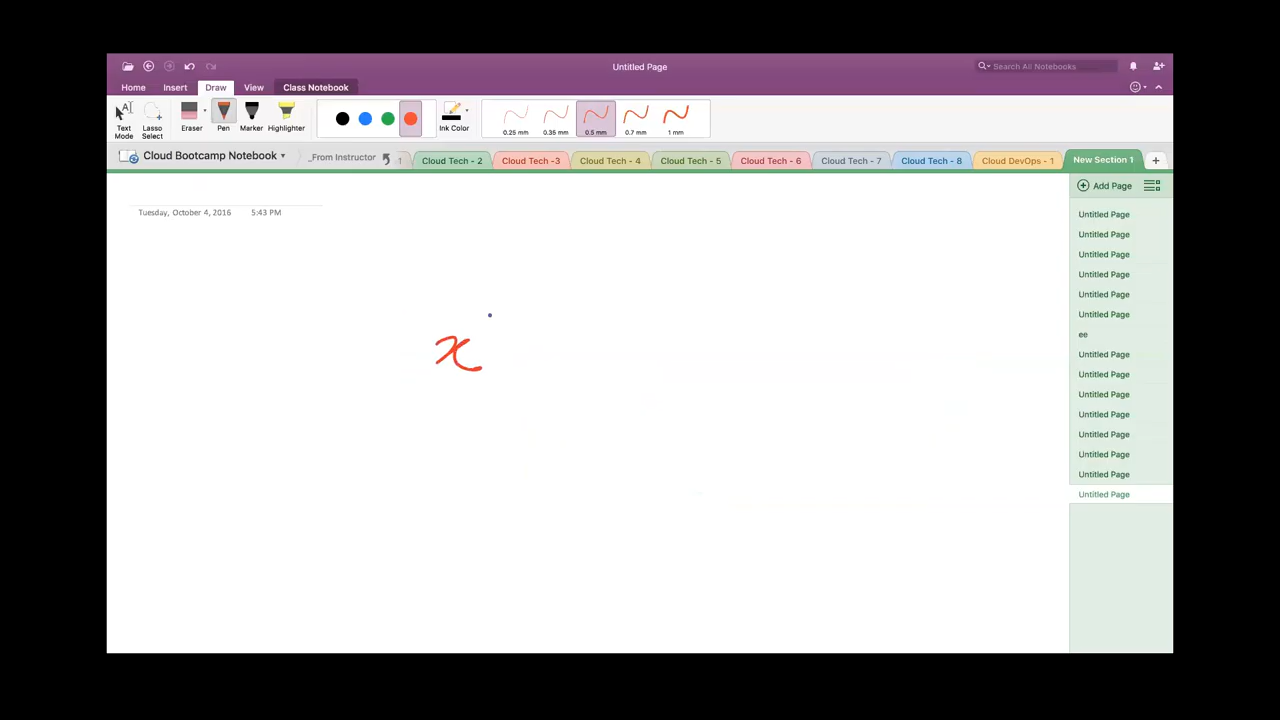 Untitled Page
Search All Notebooks
Home Insert Draw View Class Notebook
Text Mode
Lasso Select
Eraser
Pen
Marker
Highlighter
Ink Color
0.25 mm
0.35 mm
0.5 mm
0.7 mm
1 mm
Cloud Bootcamp Notebook
_From Instructor
1
Cloud Tech - 2
Cloud Tech -3
Cloud Tech - 4
Cloud Tech - 5
Cloud Tech - 6
Cloud Tech - 7
Cloud Tech - 8
Cloud DevOps - 1
New Section 1
+
Tuesday, October 4, 2016 5:43 PM
x
Add Page
Untitled Page
Untitled Page
Untitled Page
Untitled Page
Untitled Page
Untitled Page
ee
Untitled Page
Untitled Page
Untitled Page
Untitled Page
Untitled Page
Untitled Page
Untitled Page
Untitled Page